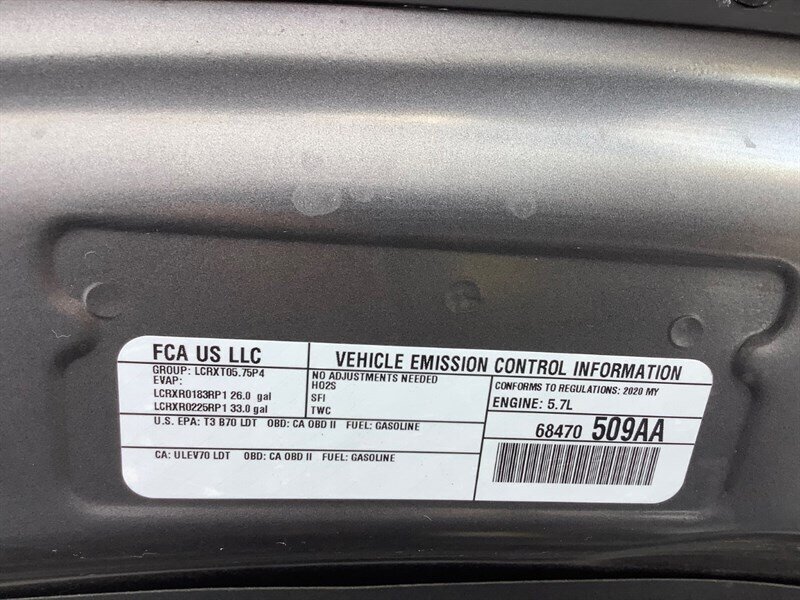 FCA US LLC
VEHICLE EMISSION CONTROL INFORMATION
GROUP: LCRXT05.75P4
EVAP:
LCRXR0183RP1 26.0 gal
LCRXR0225RP1 33.0 gal
NO ADJUSTMENTS NEEDED
HO2S
SFI
TWC
CONFORMS TO REGULATIONS: 2020 MY
ENGINE: 5.7L
U.S. EPA: T3 B70 LDT OBD: CA OBD II FUEL: GASOLINE
CA: ULEV70 LDT OBD: CA OBD II FUEL: GASOLINE
68470 509AA